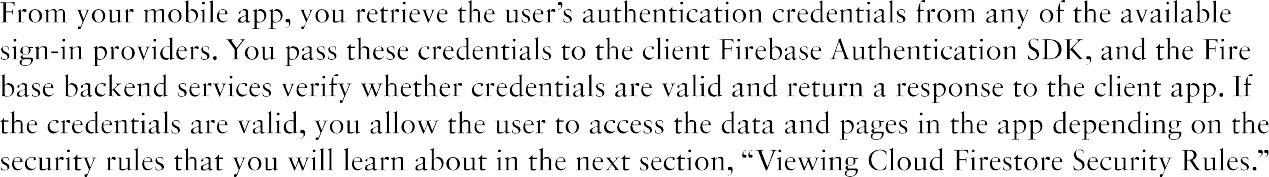 From your mobile app, you retrieve the user’s authentication credentials from any of the available
sign-in providers. You pass these credentials to the client Firebase Authentication SDK, and the Fire
base backend services verify whether credentials are valid and return a response to the client app. If
the credentials are valid, you allow the user to access the data and pages in the app depending on the
security rules that you will learn about in the next section, “Viewing Cloud Firestore Security Rules.”